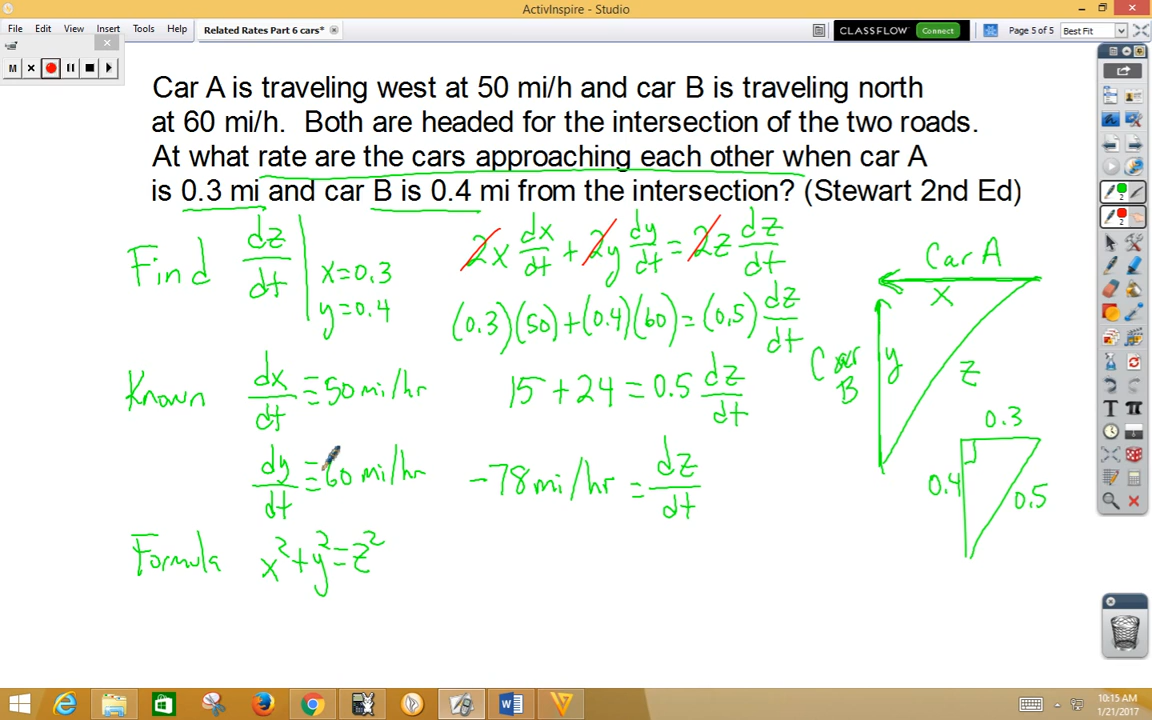 ActivInspire - Studio
File Edit View Insert Tools Help
Related Rates Part 6 cars*
CLASSFLOW Connect
Page 5 of 5
Best Fit
M
Car A is traveling west at 50 mi/h and car B is traveling north
at 60 mi/h. Both are headed for the intersection of the two roads.
At what rate are the cars approaching each other when car A
is 0.3 mi and car B is 0.4 mi from the intersection? (Stewart 2nd Ed)
Find dz/dt | x=0.3 y=0.4
2x dx/dt + 2y dy/dt = 2z dz/dt
(0.3)(50)+(0.4)(60)=(0.5) dz/dt
Known dx/dt = 50 mi/hr
15 + 24 = 0.5 dz/dt
dy/dt = 60 mi/hr
-78 mi/hr = dz/dt
Formula x²+y²=z²
Car A
x
Car B
y
z
0.3
0.4
0.5
2
2
10:15 AM
1/21/2017